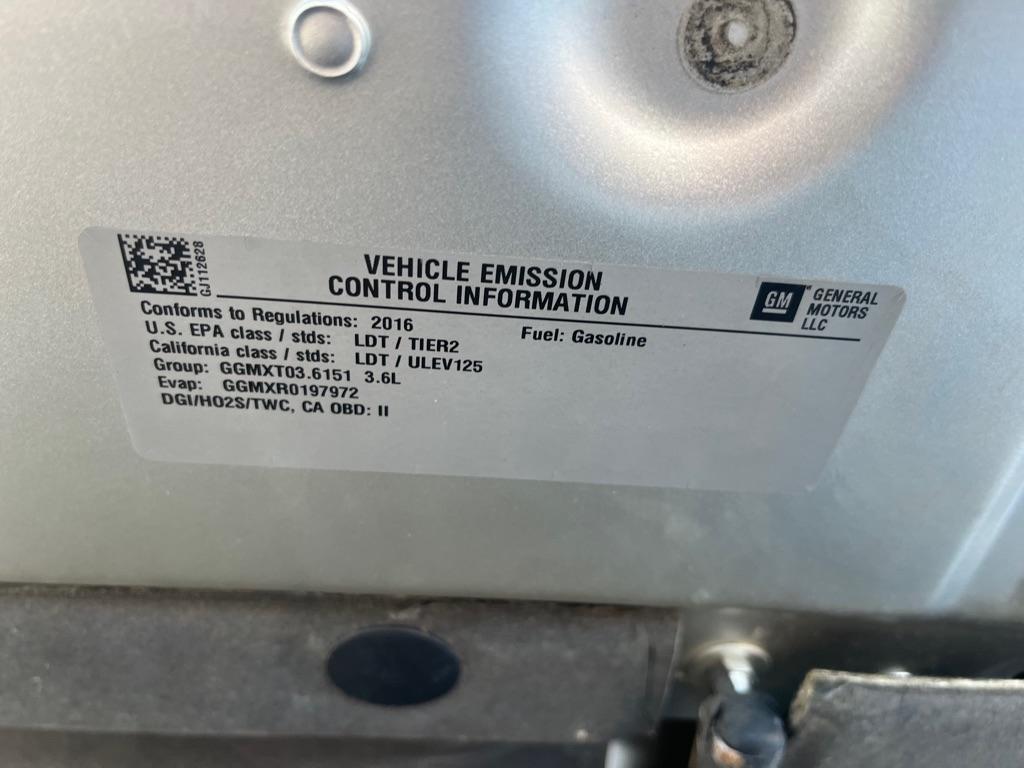 GJ112628
VEHICLE EMISSION
CONTROL INFORMATION
GM
GENERAL
MOTORS
LLC
Conforms to Regulations: 2016
Fuel: Gasoline
U.S. EPA class / stds: LDT / TIER2
California class / stds: LDT / ULEV125
Group: GGMXT03.6151 3.6L
Evap: GGMXR0197972
DGI/HO2S/TWC, CA OBD: II